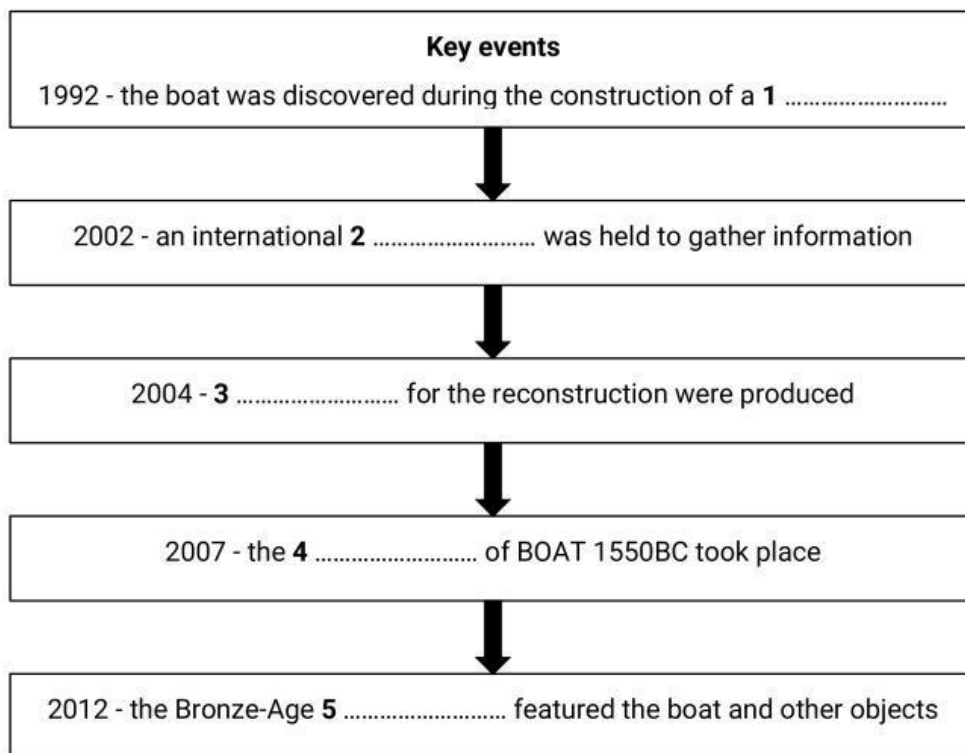 Key events
1992 - the boat was discovered during the construction of a 1 ...........................
2002 - an international 2 ........................... was held to gather information
2004 - 3 ........................... for the reconstruction were produced
2007 - the 4 ........................... of BOAT 1550BC took place
2012 - the Bronze-Age 5 ........................... featured the boat and other objects